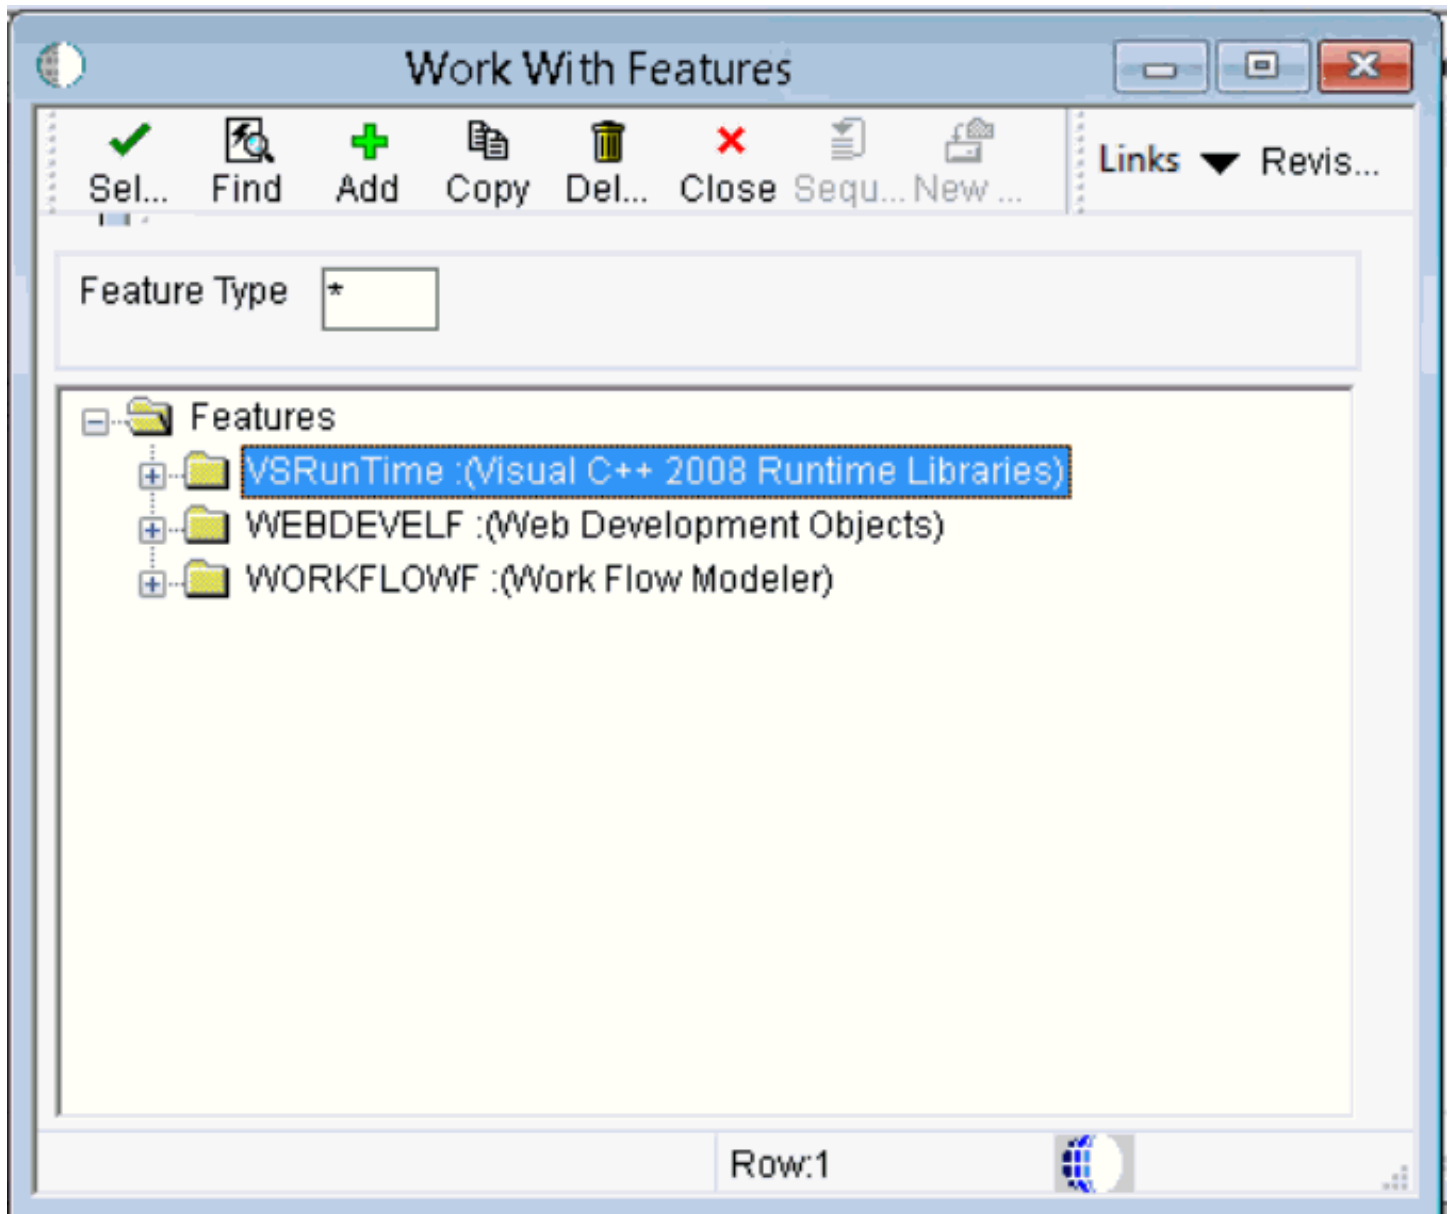 Work With Features
Sel... Find Add Copy Del... Close Sequ... New ... Links Revis...
Feature Type *
Features
VSRunTime :(Visual C++ 2008 Runtime Libraries)
WEBDEVELF :(Web Development Objects)
WORKFLOWF :(Work Flow Modeler)
Row:1